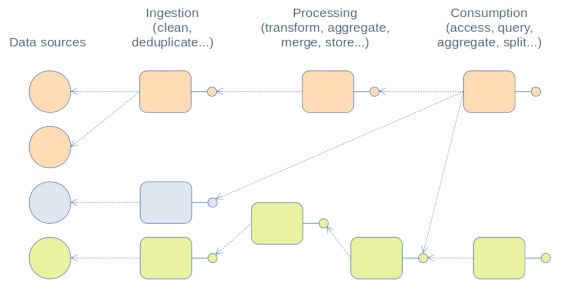 Data sources
Ingestion
(clean,
deduplicate...)
Processing
(transform, aggregate,
merge, store...)
Consumption
(access, query,
aggregate, split...)